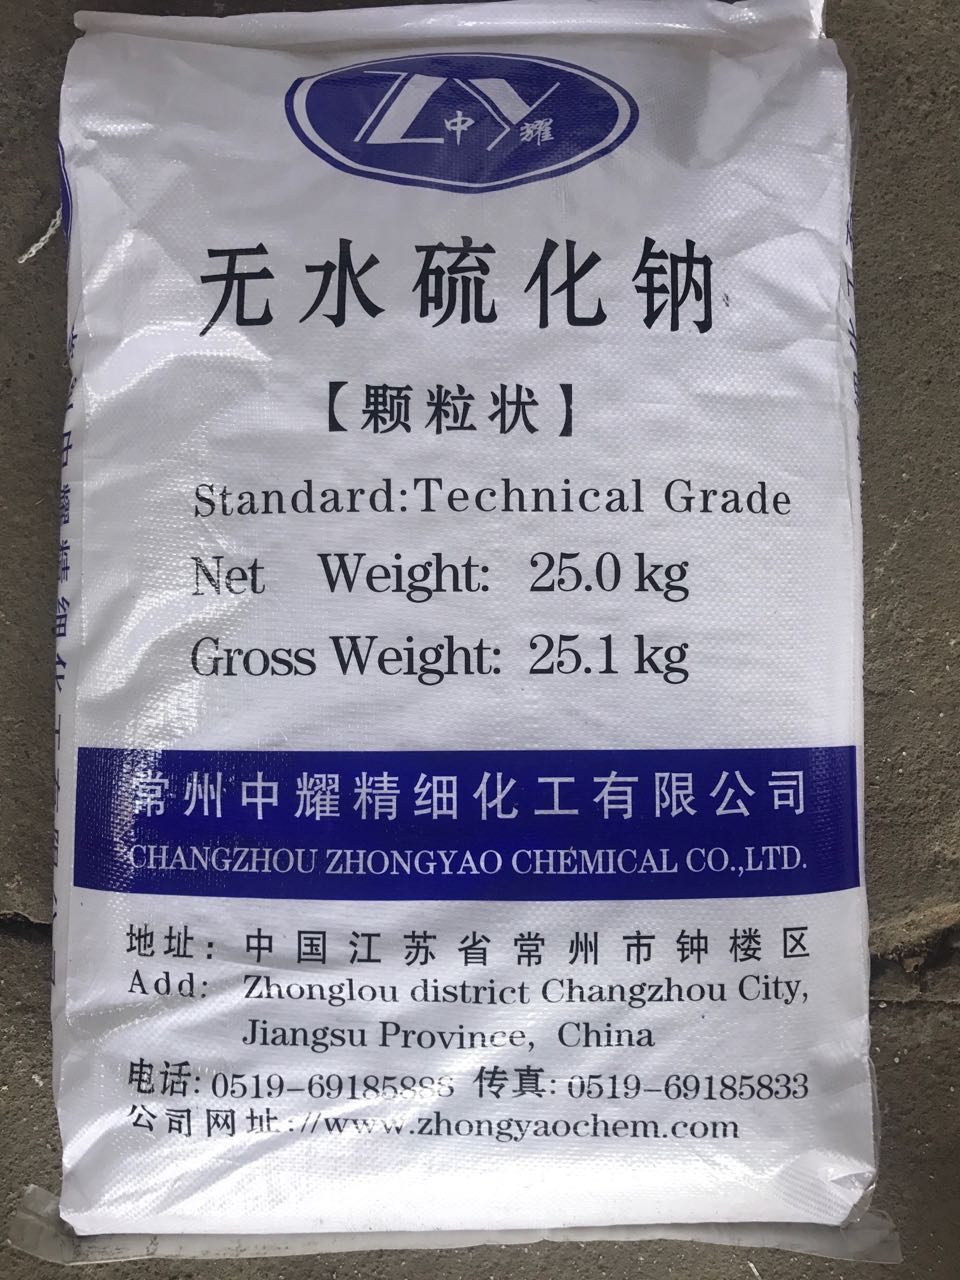 ZY
中 耀
无水硫化钠
【颗粒状】
Standard:Technical Grade
Net Weight: 25.0 kg
Gross Weight: 25.1 kg
常州中耀精细化工有限公司
CHANGZHOU ZHONGYAO CHEMICAL CO.,LTD.
地址: 中国江苏省常州市钟楼区
Add: Zhonglou district Changzhou City,
Jiangsu Province, China
电话: 0519-69185888 传真: 0519-69185833
公司网址://www.zhongyaochem.com